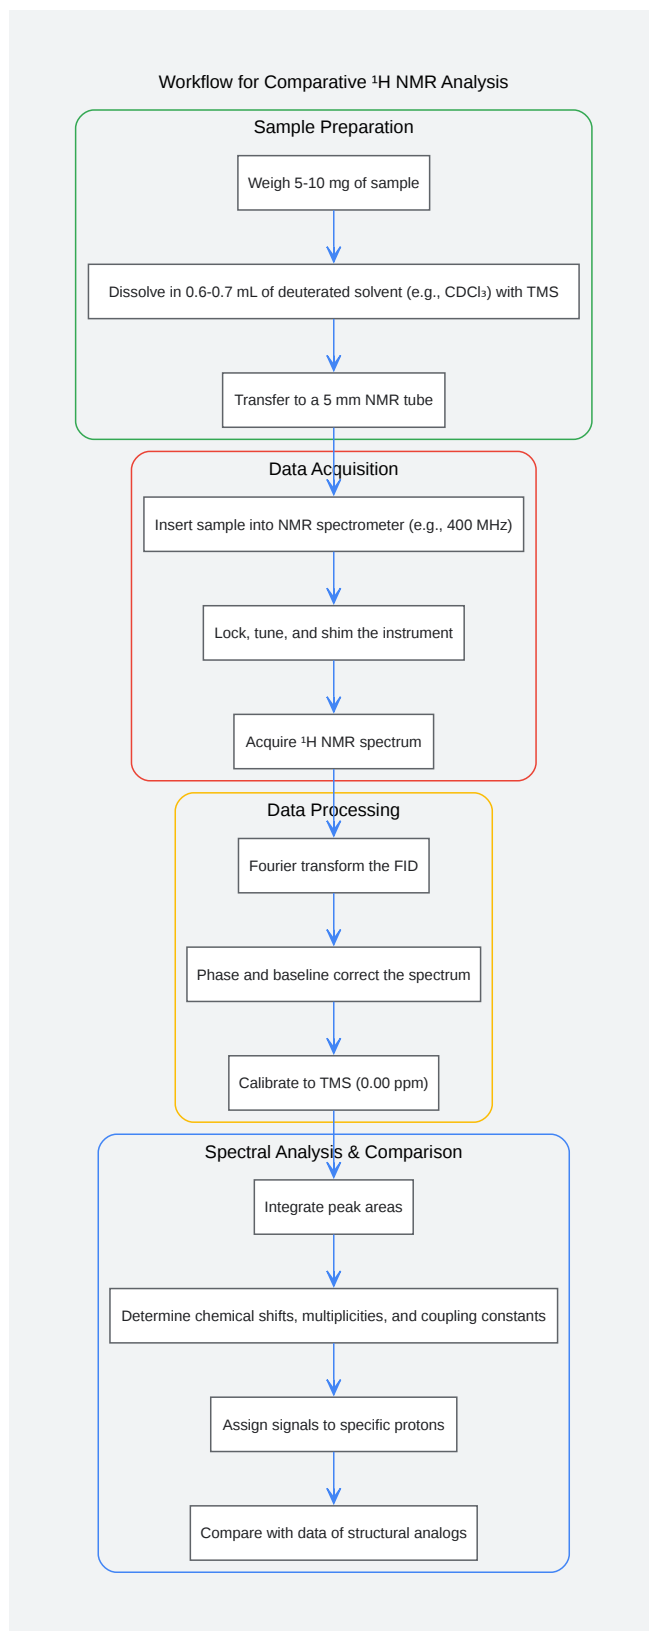 Workflow for Comparative ¹H NMR Analysis
Sample Preparation
Weigh 5-10 mg of sample
Dissolve in 0.6-0.7 mL of deuterated solvent (e.g., CDCl₃) with TMS
Transfer to a 5 mm NMR tube
Data Acquisition
Insert sample into NMR spectrometer (e.g., 400 MHz)
Lock, tune, and shim the instrument
Acquire ¹H NMR spectrum
Data Processing
Fourier transform the FID
Phase and baseline correct the spectrum
Calibrate to TMS (0.00 ppm)
Spectral Analysis & Comparison
Integrate peak areas
Determine chemical shifts, multiplicities, and coupling constants
Assign signals to specific protons
Compare with data of structural analogs